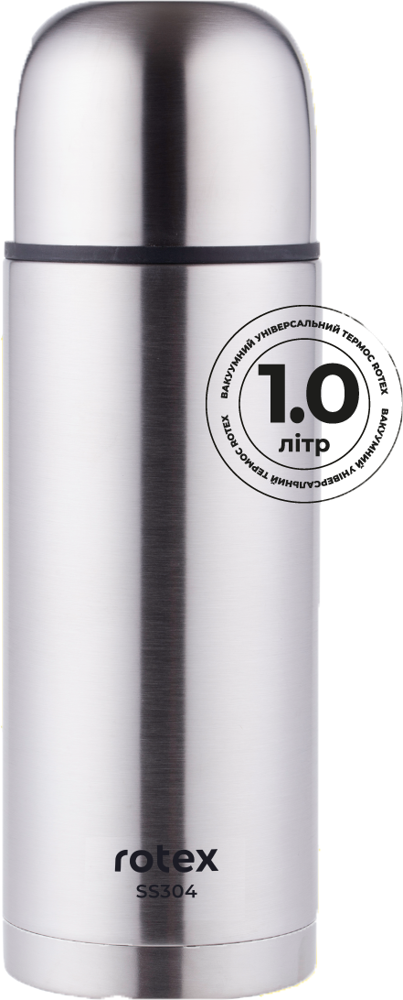 ВАКУУМНИЙ УНІВЕРСАЛЬНИЙ ТЕРМОС ROTEX
1.0
літр
ВАКУУМНИЙ УНІВЕРСАЛЬНИЙ ТЕРМОС ROTEX
rotex
SS304